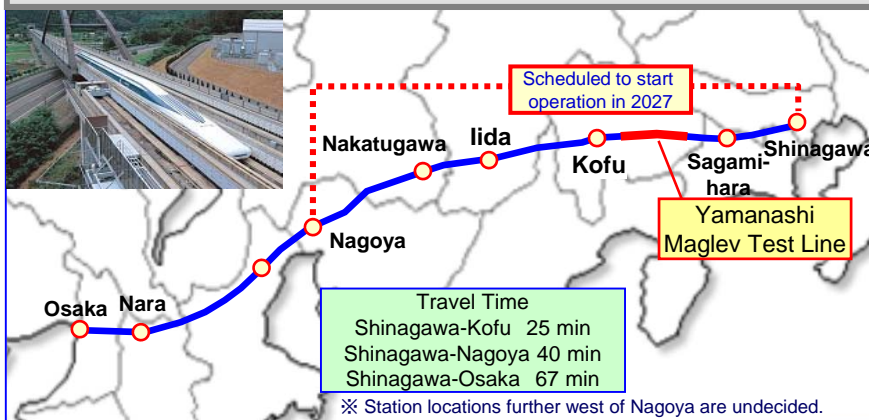 Scheduled to start
operation in 2027
Nakatugawa
Iida
Kofu
Sagami-
hara
Shinagawa
Yamanashi
Maglev Test Line
Nagoya
Osaka
Nara
Travel Time
Shinagawa-Kofu 25 min
Shinagawa-Nagoya 40 min
Shinagawa-Osaka 67 min
※ Station locations further west of Nagoya are undecided.